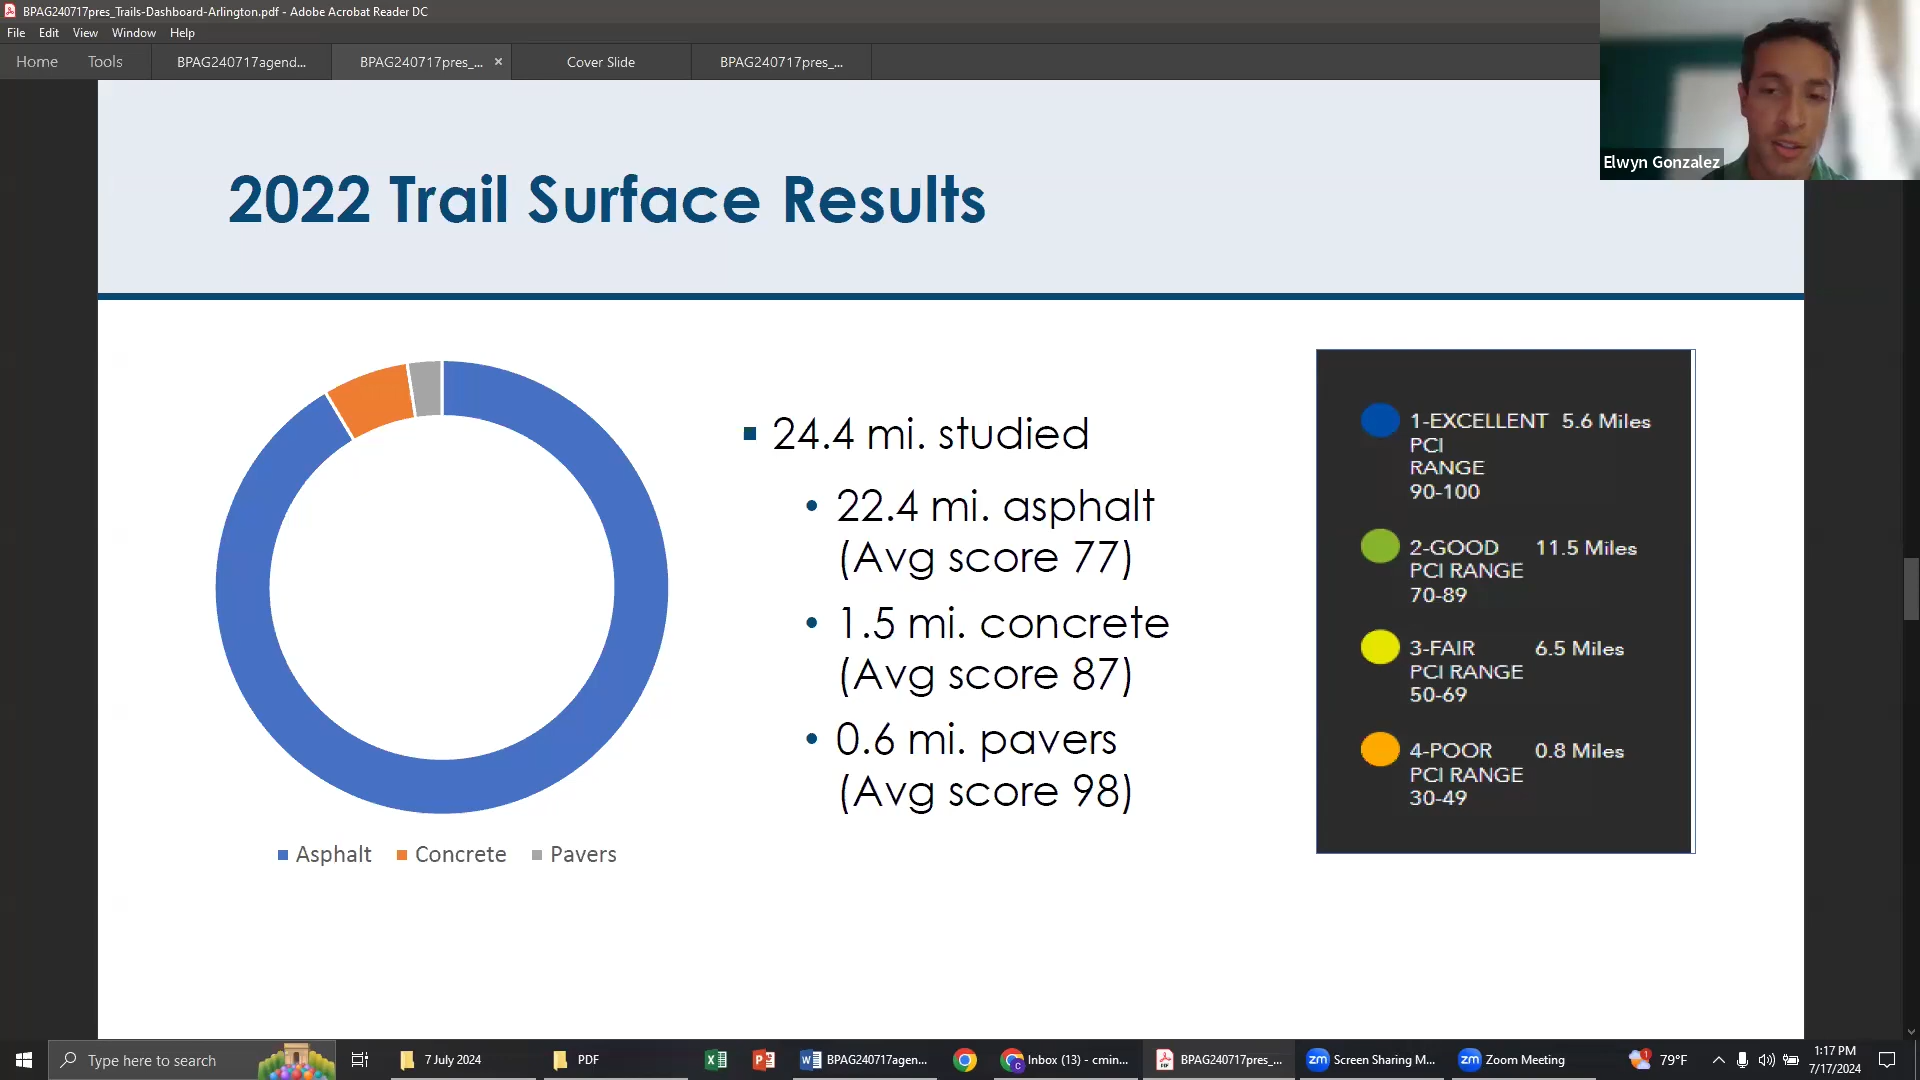 BPAG240717pres_Trails-Dashboard-Arlington.pdf - Adobe Acrobat Reader DC
File Edit View Window Help
Home Tools BPAG240717agend... BPAG240717pres_... × Cover Slide BPAG240717pres_...
Elwyn Gonzalez
2022 Trail Surface Results
24.4 mi. studied
22.4 mi. asphalt
(Avg score 77)
1.5 mi. concrete
(Avg score 87)
0.6 mi. pavers
(Avg score 98)
Asphalt Concrete Pavers
1-EXCELLENT 5.6 Miles
PCI
RANGE
90-100
2-GOOD 11.5 Miles
PCI RANGE
70-89
3-FAIR 6.5 Miles
PCI RANGE
50-69
4-POOR 0.8 Miles
PCI RANGE
30-49
Type here to search 7 July 2024 PDF BPAG240717agen... Inbox (13) - cmin... BPAG240717pres_... zm Screen Sharing M... zm Zoom Meeting 1 79°F 1:17 PM
7/17/2024